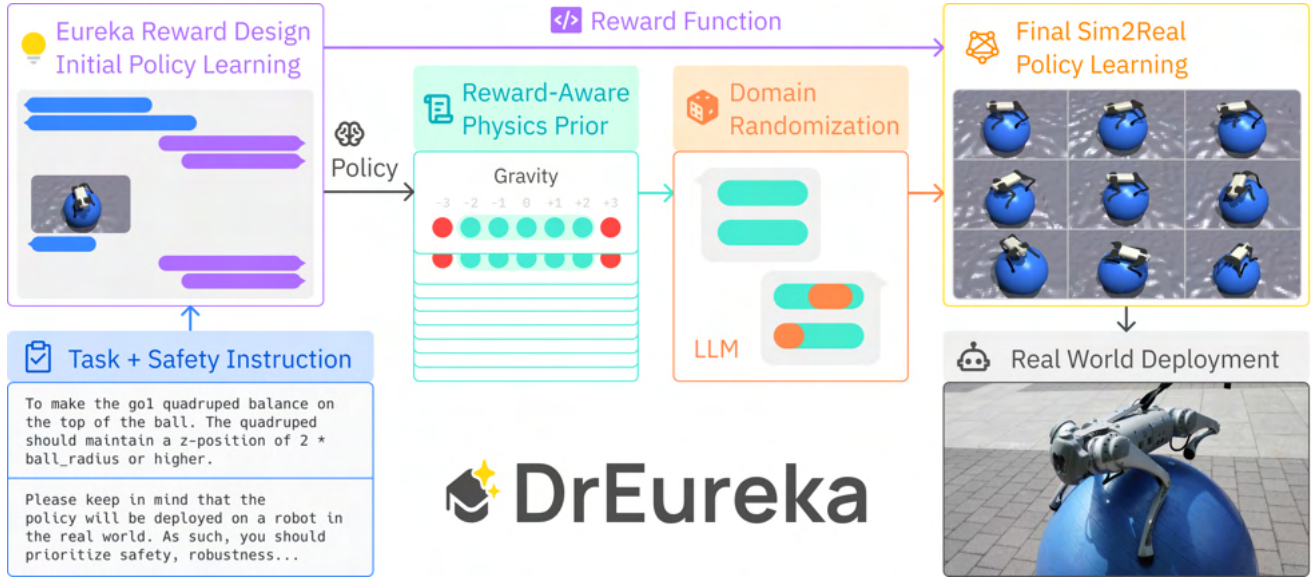 Eureka Reward Design
Initial Policy Learning
</> Reward Function
Final Sim2Real
Policy Learning
Policy
Reward-Aware
Physics Prior
Gravity
-3 -2 -1 0 +1 +2 +3
Domain
Randomization
LLM
Task + Safety Instruction
To make the go1 quadruped balance on
the top of the ball. The quadruped
should maintain a z-position of 2 *
ball_radius or higher.
Please keep in mind that the
policy will be deployed on a robot in
the real world. As such, you should
prioritize safety, robustness...
DrEureka
Real World Deployment